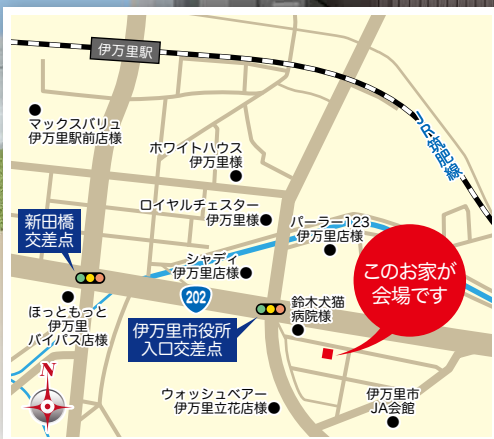 伊万里駅
マックスバリュ
伊万里駅前店様
ホワイトハウス
伊万里様
JR筑肥線
ロイヤルチェスター
伊万里様
新田橋
交差点
パーラー123
伊万里店様
シャディ
伊万里店様
このお家が
会場です
202
ほっともっと
伊万里
バイパス店様
伊万里市役所
入口交差点
鈴木犬猫
病院様
N
ウォッシュベアー
伊万里立花店様
伊万里市
JA会館